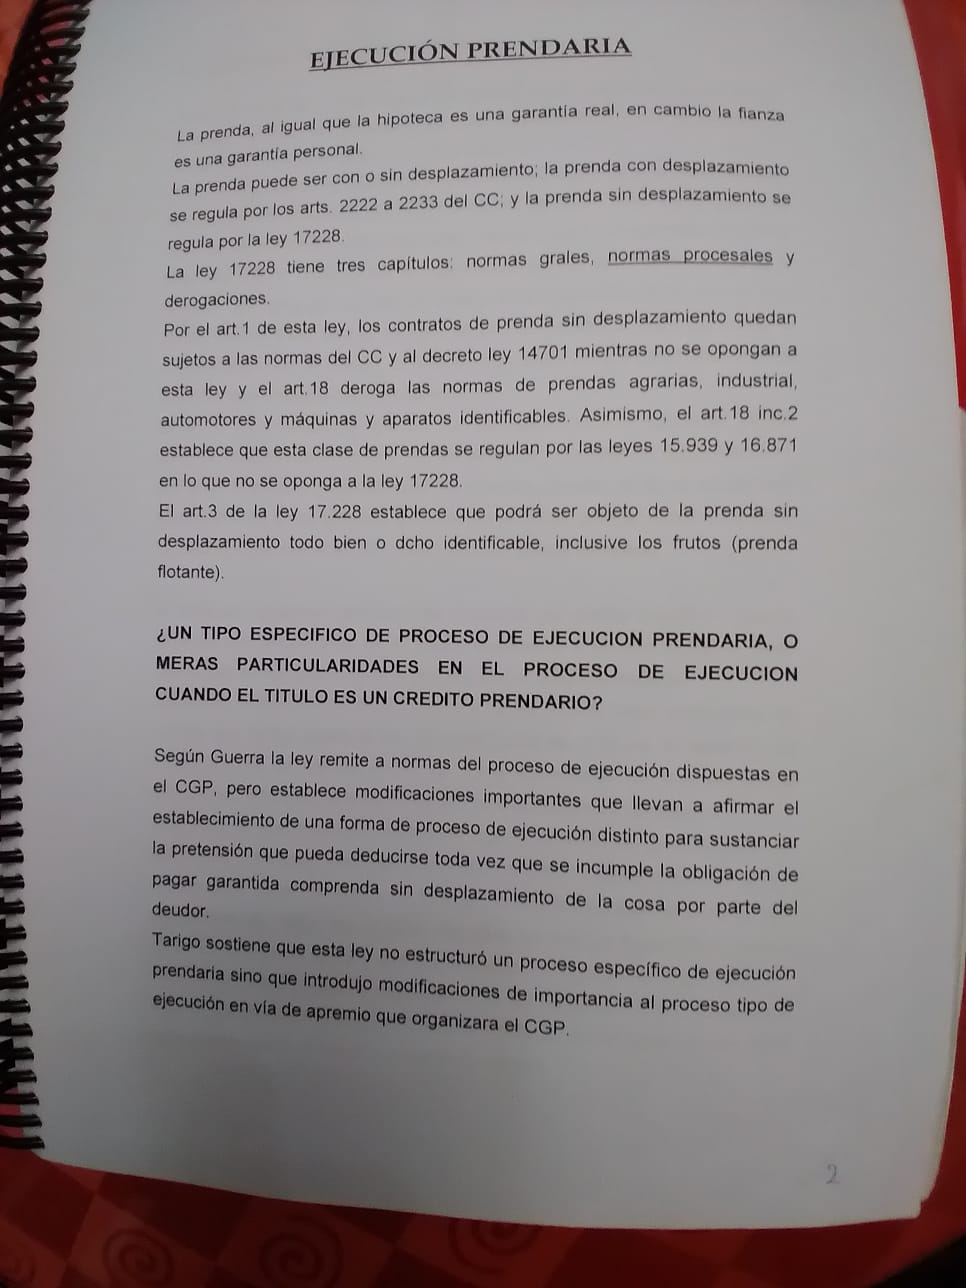 EJECUCIÓN PRENDARIA
La prenda, al igual que la hipoteca es una garantía real, en cambio la fianza
es una garantía personal.
La prenda puede ser con o sin desplazamiento; la prenda con desplazamiento
se regula por los arts. 2222 a 2233 del CC; y la prenda sin desplazamiento se
regula por la ley 17228.
La ley 17228 tiene tres capítulos: normas grales, normas procesales y
derogaciones.
Por el art.1 de esta ley, los contratos de prenda sin desplazamiento quedan
sujetos a las normas del CC y al decreto ley 14701 mientras no se opongan a
esta ley y el art.18 deroga las normas de prendas agrarias, industrial,
automotores y máquinas y aparatos identificables. Asimismo, el art.18 inc.2
establece que esta clase de prendas se regulan por las leyes 15.939 y 16.871
en lo que no se oponga a la ley 17228.
El art.3 de la ley 17.228 establece que podrá ser objeto de la prenda sin
desplazamiento todo bien o dcho identificable, inclusive los frutos (prenda
flotante).
¿UN TIPO ESPECIFICO DE PROCESO DE EJECUCION PRENDARIA, O
MERAS PARTICULARIDADES EN EL PROCESO DE EJECUCION
CUANDO EL TITULO ES UN CREDITO PRENDARIO?
Según Guerra la ley remite a normas del proceso de ejecución dispuestas en
el CGP, pero establece modificaciones importantes que llevan a afirmar el
establecimiento de una forma de proceso de ejecución distinto para sustanciar
la pretensión que pueda deducirse toda vez que se incumple la obligación de
pagar garantida comprenda sin desplazamiento de la cosa por parte del
deudor.
Tarigo sostiene que esta ley no estructuró un proceso específico de ejecución
prendaria sino que introdujo modificaciones de importancia al proceso tipo de
ejecución en vía de apremio que organizara el CGP.
2